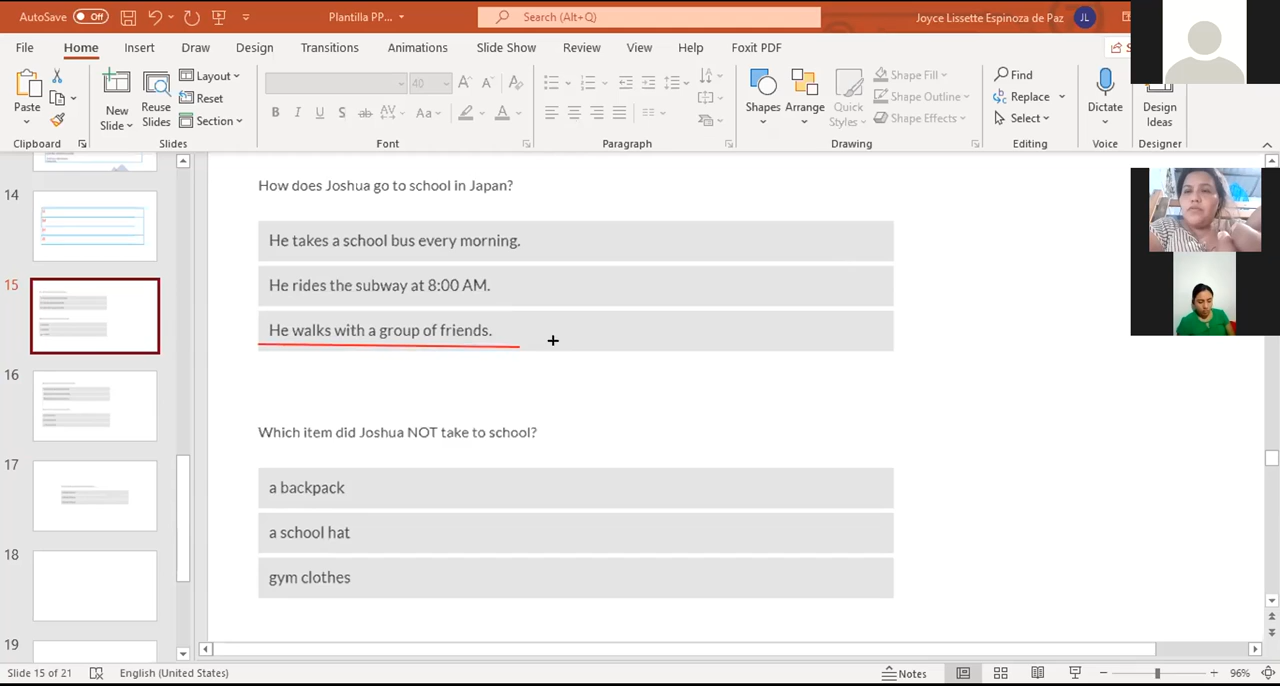 AutoSave Off Plantilla PP... Search (Alt+Q) Joyce Lissette Espinoza de Paz JL
File Home Insert Draw Design Transitions Animations Slide Show Review View Help Foxit PDF
Paste New Slide Reuse Slides Layout Reset Section
40
B U S ab AV Aa A
Shapes Arrange Quick Styles Shape Fill Shape Outline Shape Effects
Find Replace Select Dictate Design Ideas
Clipboard Slides Font Paragraph Drawing Editing Voice Designer
14
15
16
17
18
19
How does Joshua go to school in Japan?
He takes a school bus every morning.
He rides the subway at 8:00 AM.
He walks with a group of friends.
Which item did Joshua NOT take to school?
a backpack
a school hat
gym clothes
Slide 15 of 21 English (United States) Notes 96%